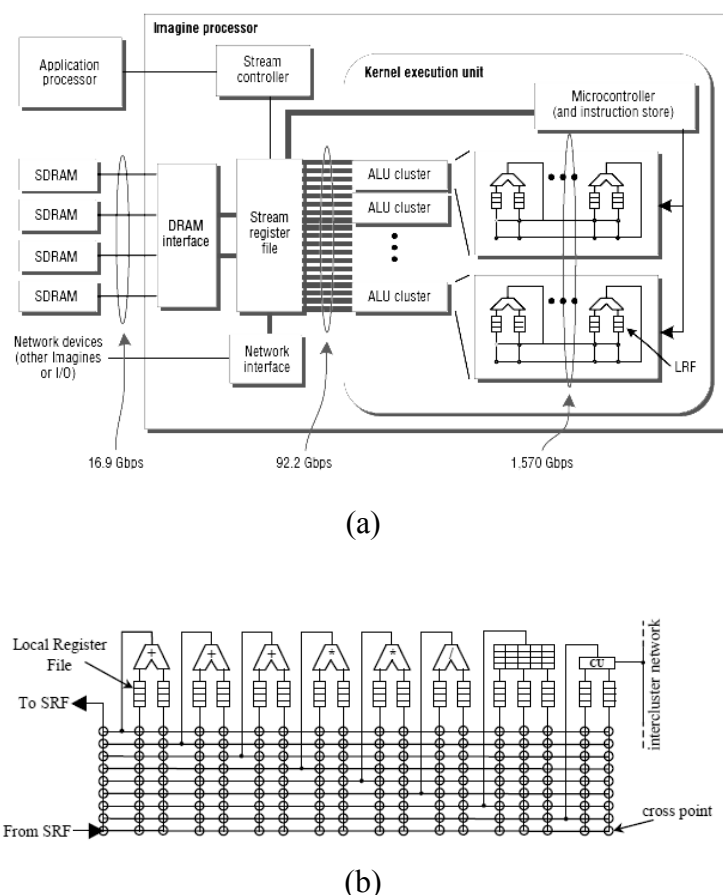 Imagine processor
Application
processor
Stream
controller
Kernel execution unit
Microcontroller
(and instruction store)
SDRAM
SDRAM
SDRAM
SDRAM
DRAM
interface
Stream
register
file
ALU cluster
ALU cluster
ALU cluster
LRF
Network devices
(other Imagines
or I/O)
Network
interface
16.9 Gbps
92.2 Gbps
1.570 Gbps
(a)
Local Register
File
To SRF
+
+
+
*
*
/
CU
intercluster network
From SRF
cross point
(b)